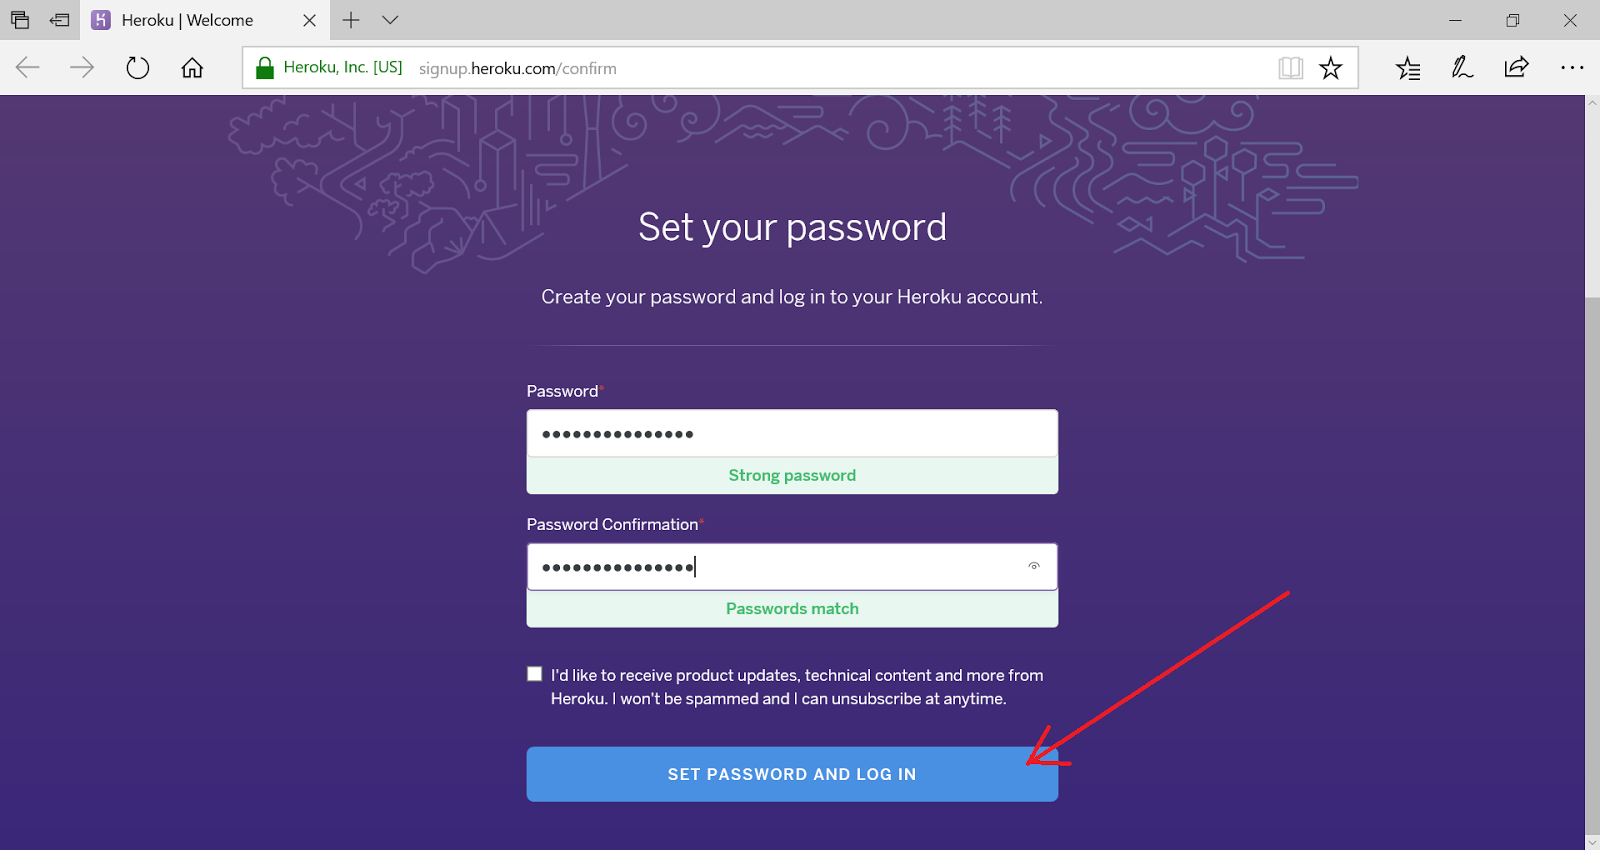 Heroku | Welcome
Heroku, Inc. [US] signup.heroku.com/confirm
Set your password
Create your password and log in to your Heroku account.
Password*
Strong password
Password Confirmation*
Passwords match
I'd like to receive product updates, technical content and more from
Heroku. I won't be spammed and I can unsubscribe at anytime.
SET PASSWORD AND LOG IN